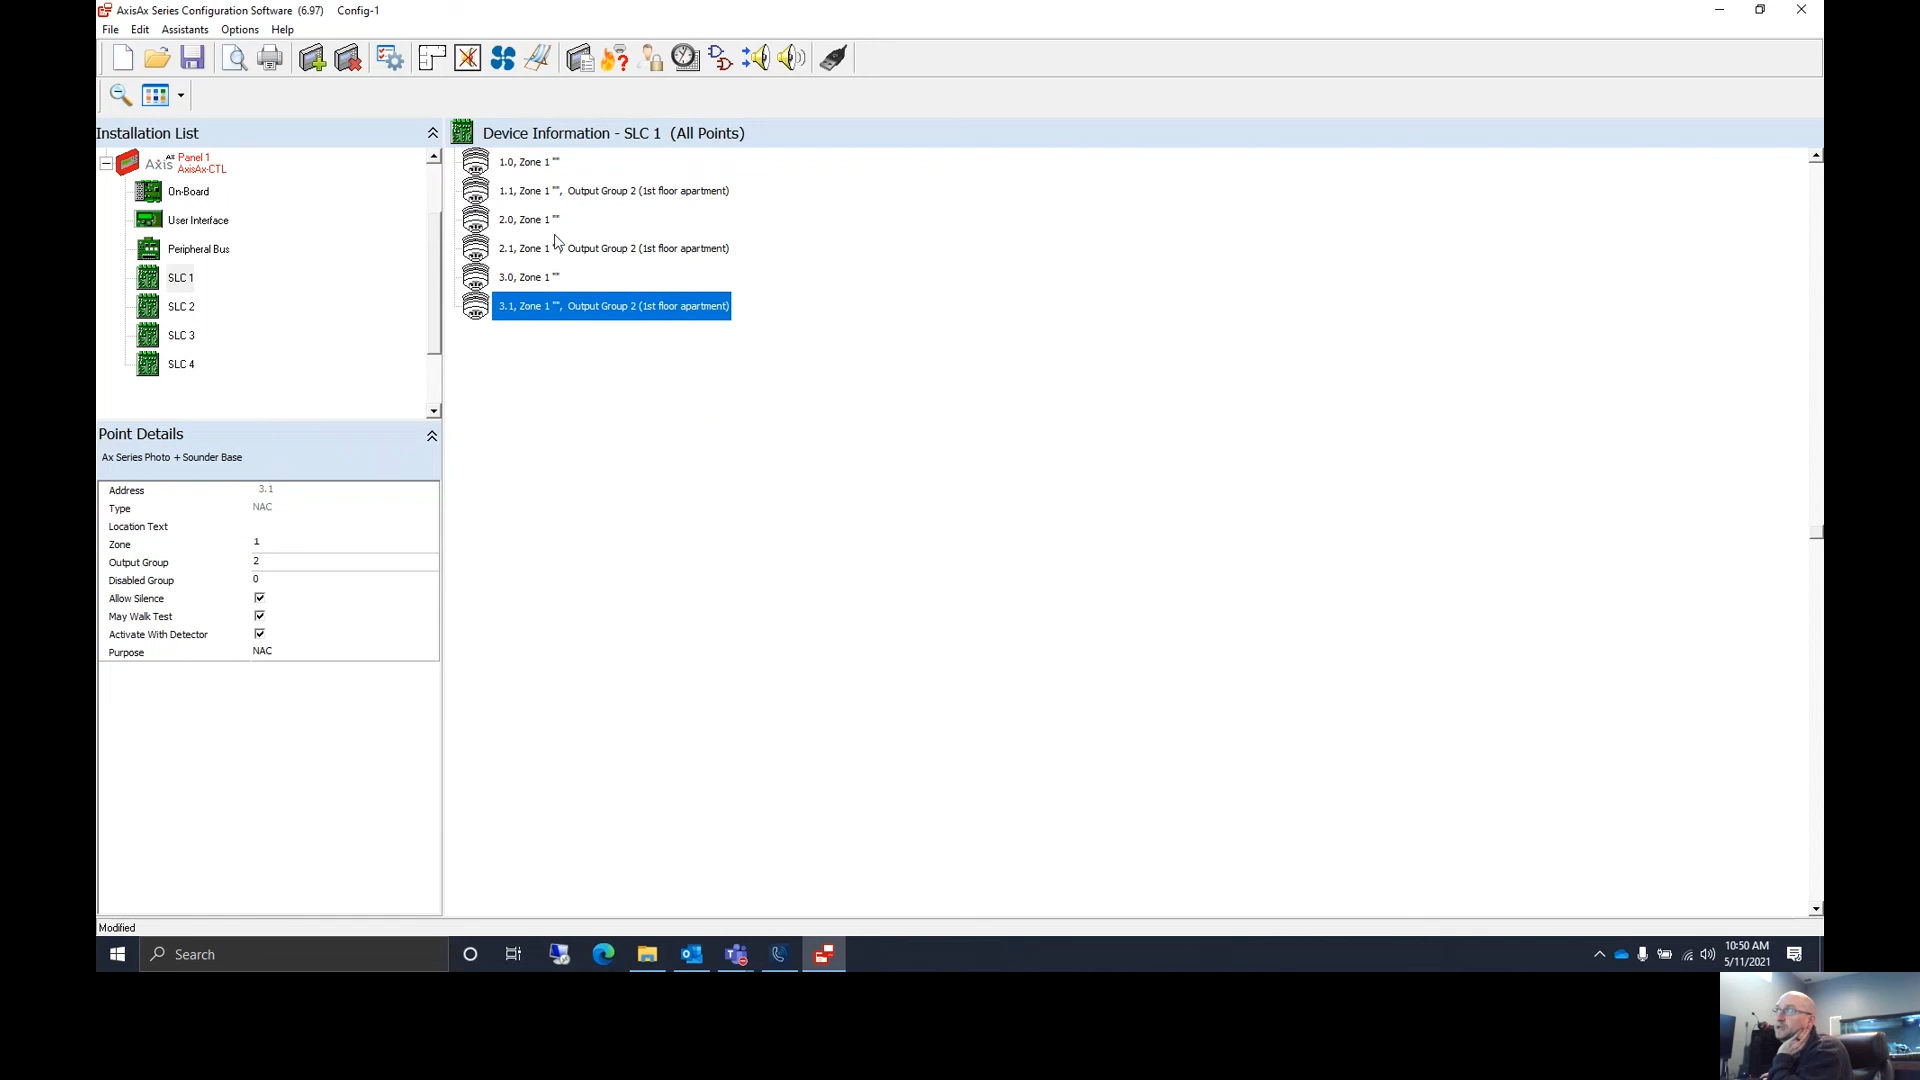 AxisAx Series Configuration Software (6.97) Config-1
File Edit Assistants Options Help
Installation List
Axis AX Panel 1
AxisAx-CTL
On-Board
User Interface
Peripheral Bus
SLC 1
SLC 2
SLC 3
SLC 4
Device Information - SLC 1 (All Points)
1.0, Zone 1 ""
1.1, Zone 1 "", Output Group 2 (1st floor apartment)
2.0, Zone 1 ""
2.1, Zone 1 Output Group 2 (1st floor apartment)
3.0, Zone 1 ""
3.1, Zone 1 "", Output Group 2 (1st floor apartment)
Point Details
Ax Series Photo + Sounder Base
Address 3.1
Type NAC
Location Text
Zone 1
Output Group 2
Disabled Group 0
Allow Silence
May Walk Test
Activate With Detector
Purpose NAC
Modified
Search
10:50 AM
5/11/2021